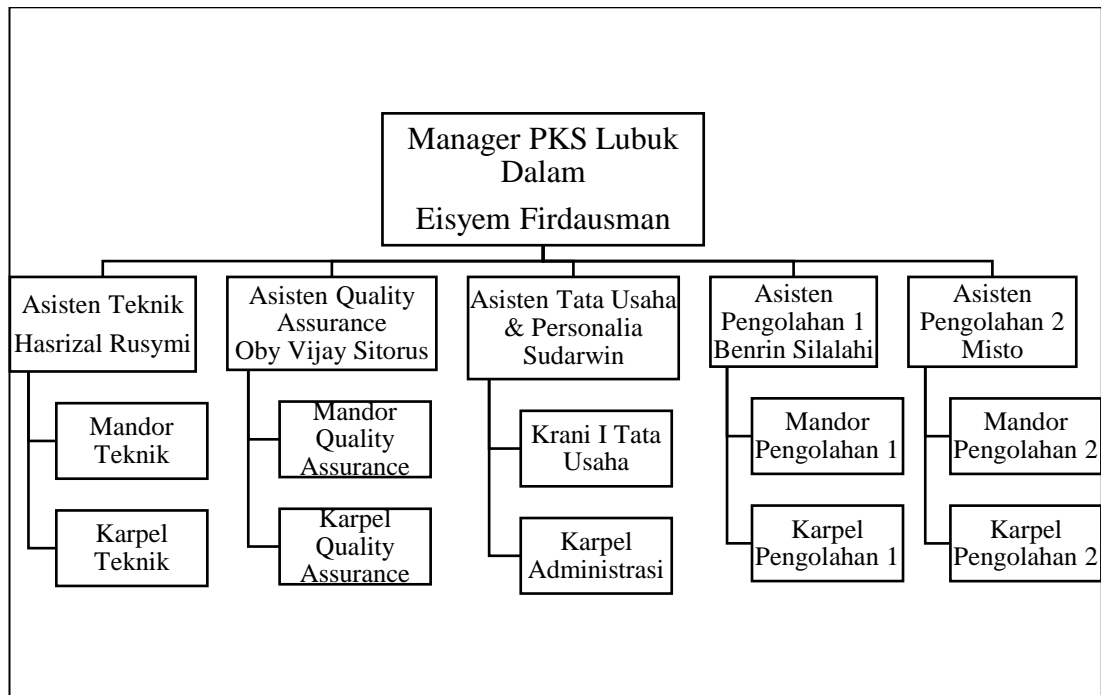 Manager PKS Lubuk
Dalam
Eisyem Firdausman
Asisten Teknik
Hasrizal Rusymi
Asisten Quality
Assurance
Oby Vijay Sitorus
Asisten Tata Usaha
& Personalia
Sudarwin
Asisten
Pengolahan 1
Benrin Silalahi
Asisten
Pengolahan 2
Misto
Mandor
Teknik
Mandor
Quality
Assurance
Krani I Tata
Usaha
Mandor
Pengolahan 1
Mandor
Pengolahan 2
Karpel
Teknik
Karpel
Quality
Assurance
Karpel
Administrasi
Karpel
Pengolahan 1
Karpel
Pengolahan 2